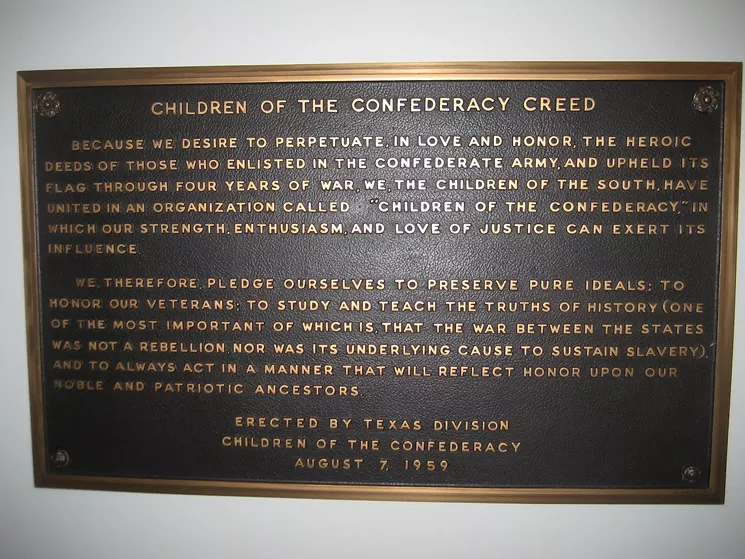 CHILDREN OF THE CONFEDERACY CREED
BECAUSE WE DESIRE TO PERPETUATE, IN LOVE AND HONOR, THE HEROIC
DEEDS OF THOSE WHO ENLISTED IN THE CONFEDERATE ARMY, AND UPHELD ITS
FLAG THROUGH FOUR YEARS OF WAR, WE, THE CHILDREN OF THE SOUTH, HAVE
UNITED IN AN ORGANIZATION CALLED "CHILDREN OF THE CONFEDERACY," IN
WHICH OUR STRENGTH, ENTHUSIASM, AND LOVE OF JUSTICE CAN EXERT ITS
INFLUENCE.
WE, THEREFORE, PLEDGE OURSELVES TO PRESERVE PURE IDEALS; TO
HONOR OUR VETERANS; TO STUDY AND TEACH THE TRUTHS OF HISTORY (ONE
OF THE MOST IMPORTANT OF WHICH IS, THAT THE WAR BETWEEN THE STATES
WAS NOT A REBELLION, NOR WAS ITS UNDERLYING CAUSE TO SUSTAIN SLAVERY),
AND TO ALWAYS ACT IN A MANNER THAT WILL REFLECT HONOR UPON OUR
NOBLE AND PATRIOTIC ANCESTORS.
ERECTED BY TEXAS DIVISION
CHILDREN OF THE CONFEDERACY
AUGUST 7, 1959